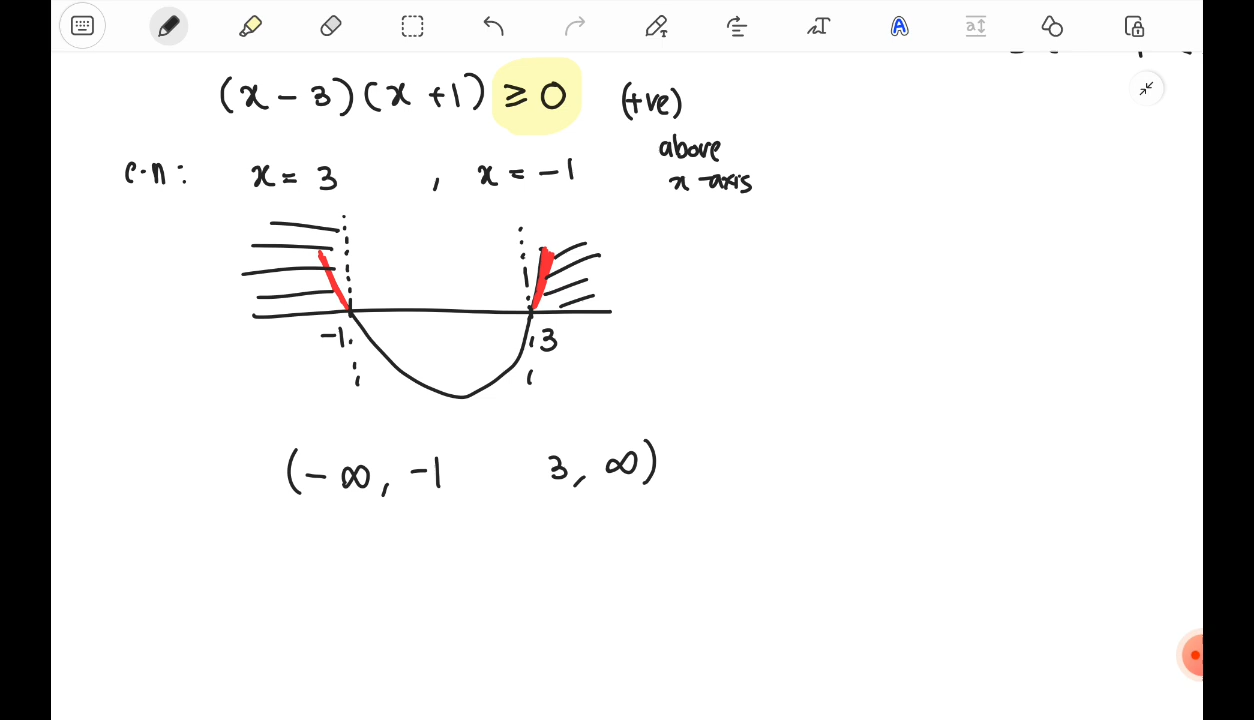 (x - 3)(x + 1) ≥ 0 (+ve)
above
x-axis
c.n: x = 3 , x = -1
-1 3
(-∞, -1 3, ∞)